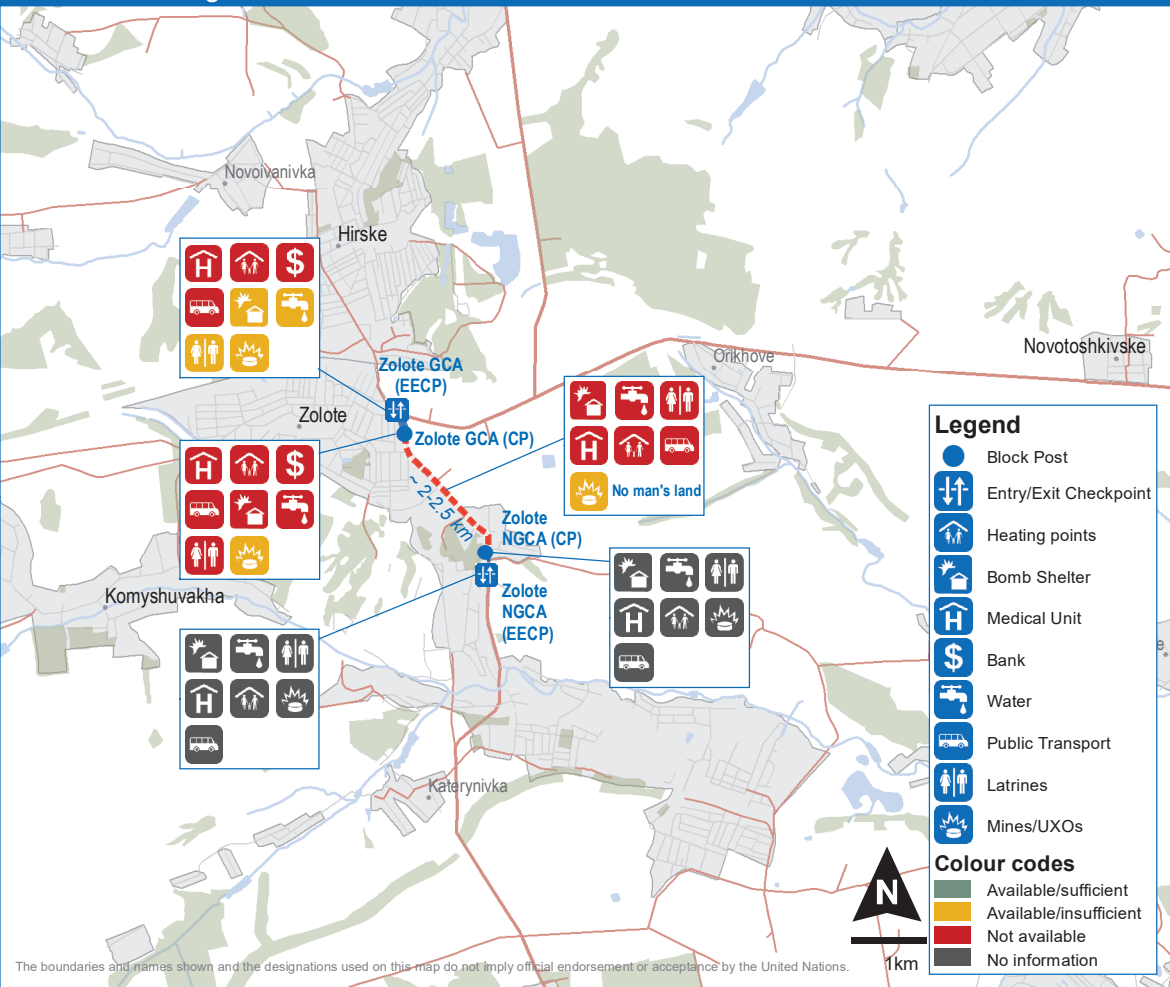 Novoivanivka
Hirske
Zolote GCA
(EECP)
Orikhove
Novotoshkivske
Zolote
Zolote GCA (CP)
~ 2-2.5 km
No man's land
Zolote
NGCA (CP)
Zolote
NGCA
(EECP)
Komyshuvakha
Katerynivka
Legend
Block Post
Entry/Exit Checkpoint
Heating points
Bomb Shelter
Medical Unit
Bank
Water
Public Transport
Latrines
Mines/UXOs
Colour codes
Available/sufficient
Available/insufficient
Not available
No information
N
1km
The boundaries and names shown and the designations used on this map do not imply official endorsement or acceptance by the United Nations.